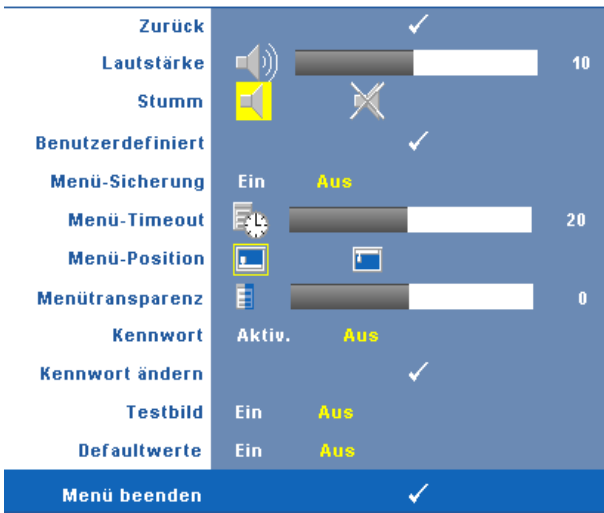 Zurück
Lautstärke 10
Stumm
Benutzerdefiniert
Menü-Sicherung Ein Aus
Menü-Timeout 20
Menü-Position
Menütransparenz 0
Kennwort Aktiv. Aus
Kennwort ändern
Testbild Ein Aus
Defaultwerte Ein Aus
Menü beenden